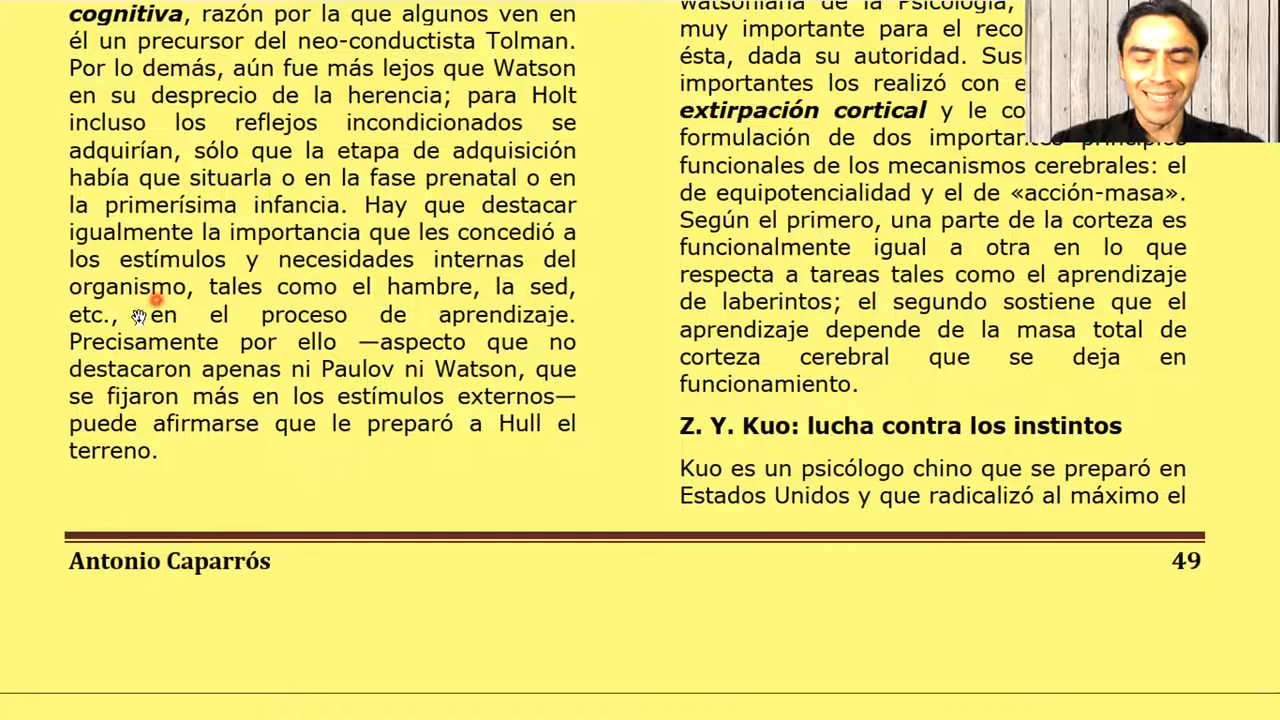 cognitiva, razón por la que algunos ven en
él un precursor del neo-conductista Tolman.
Por lo demás, aún fue más lejos que Watson
en su desprecio de la herencia; para Holt
incluso los reflejos incondicionados se
adquirían, sólo que la etapa de adquisición
había que situarla o en la fase prenatal o en
la primerísima infancia. Hay que destacar
igualmente la importancia que les concedió a
los estímulos y necesidades internas del
organismo, tales como el hambre, la sed,
etc., en el proceso de aprendizaje.
Precisamente por ello —aspecto que no
destacaron apenas ni Paulov ni Watson, que
se fijaron más en los estímulos externos—
puede afirmarse que le preparó a Hull el
terreno.
watsoniana de la Psicología,
muy importante para el reco
ésta, dada su autoridad. Sus
importantes los realizó con e
extirpación cortical y le co
formulación de dos importantes principios
funcionales de los mecanismos cerebrales: el
de equipotencialidad y el de «acción-masa».
Según el primero, una parte de la corteza es
funcionalmente igual a otra en lo que
respecta a tareas tales como el aprendizaje
de laberintos; el segundo sostiene que el
aprendizaje depende de la masa total de
corteza cerebral que se deja en
funcionamiento.
Z. Y. Kuo: lucha contra los instintos
Kuo es un psicólogo chino que se preparó en
Estados Unidos y que radicalizó al máximo el
Antonio Caparrós
49